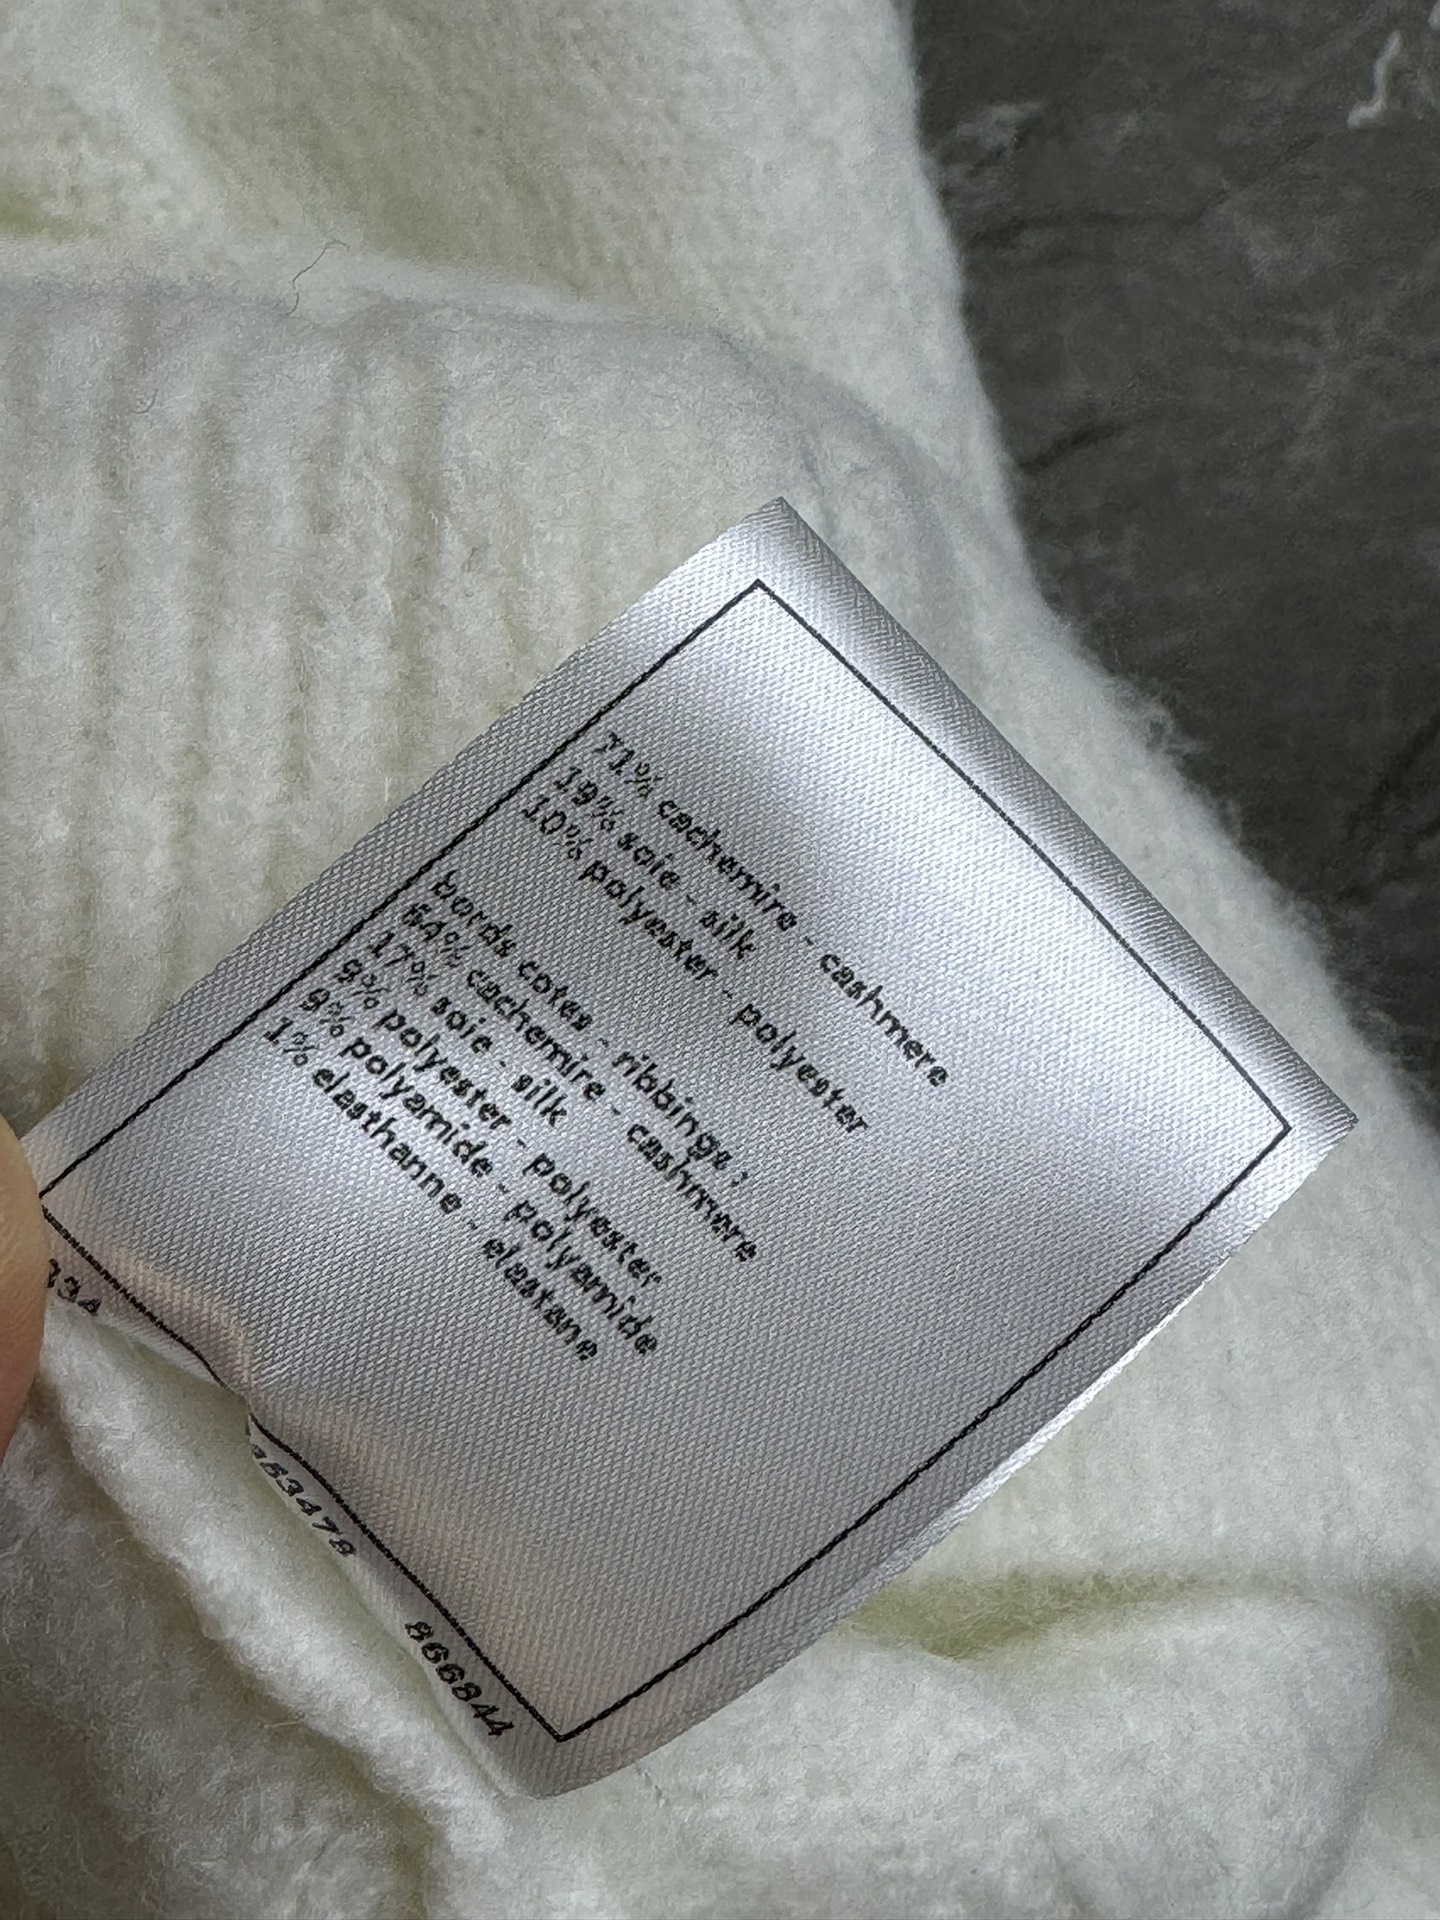 71% cachemire - cashmere
19% soie - silk
10% polyester - polyester
bords cotes - ribbings :
64% cachemire - cashmere
17% soie - silk
9% polyester - polyester
9% polyamide - polyamide
1% elasthanne - elastane
866844